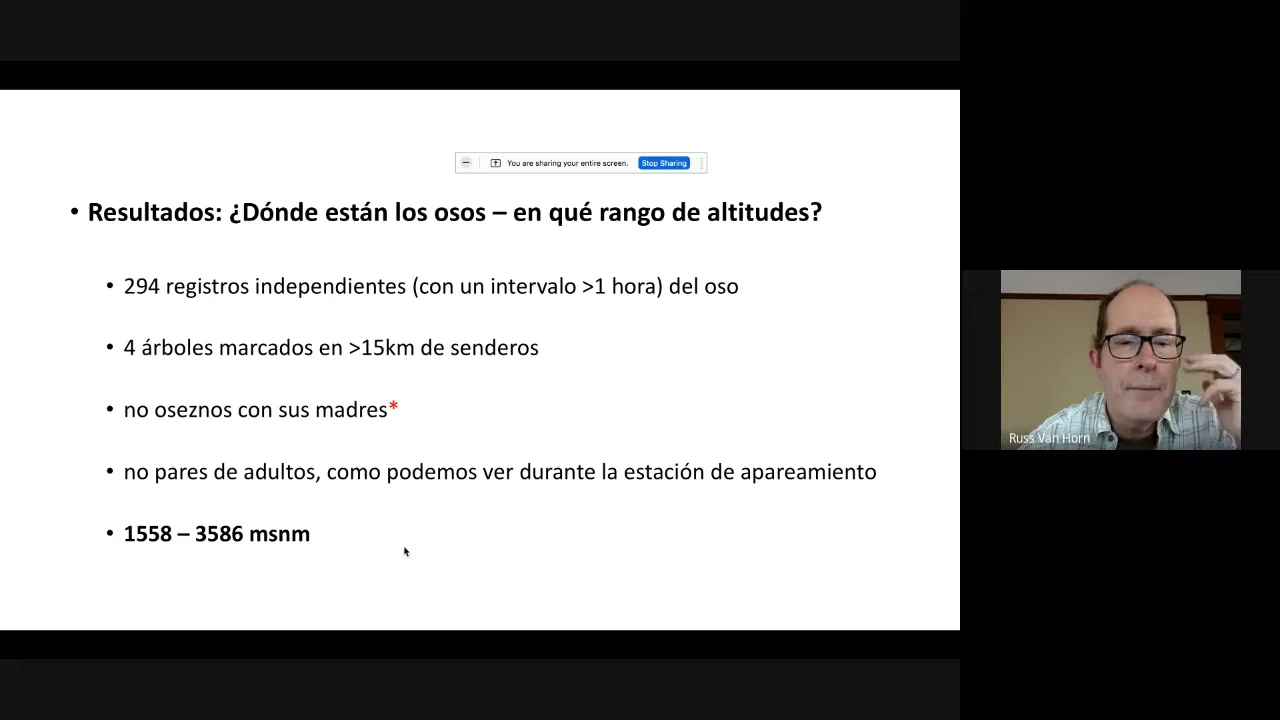 You are sharing your entire screen. Stop Sharing
• Resultados: ¿Dónde están los osos – en qué rango de altitudes?
• 294 registros independientes (con un intervalo >1 hora) del oso
• 4 árboles marcados en >15km de senderos
• no oseznos con sus madres*
• no pares de adultos, como podemos ver durante la estación de apareamiento
• 1558 – 3586 msnm
Russ Van Horn